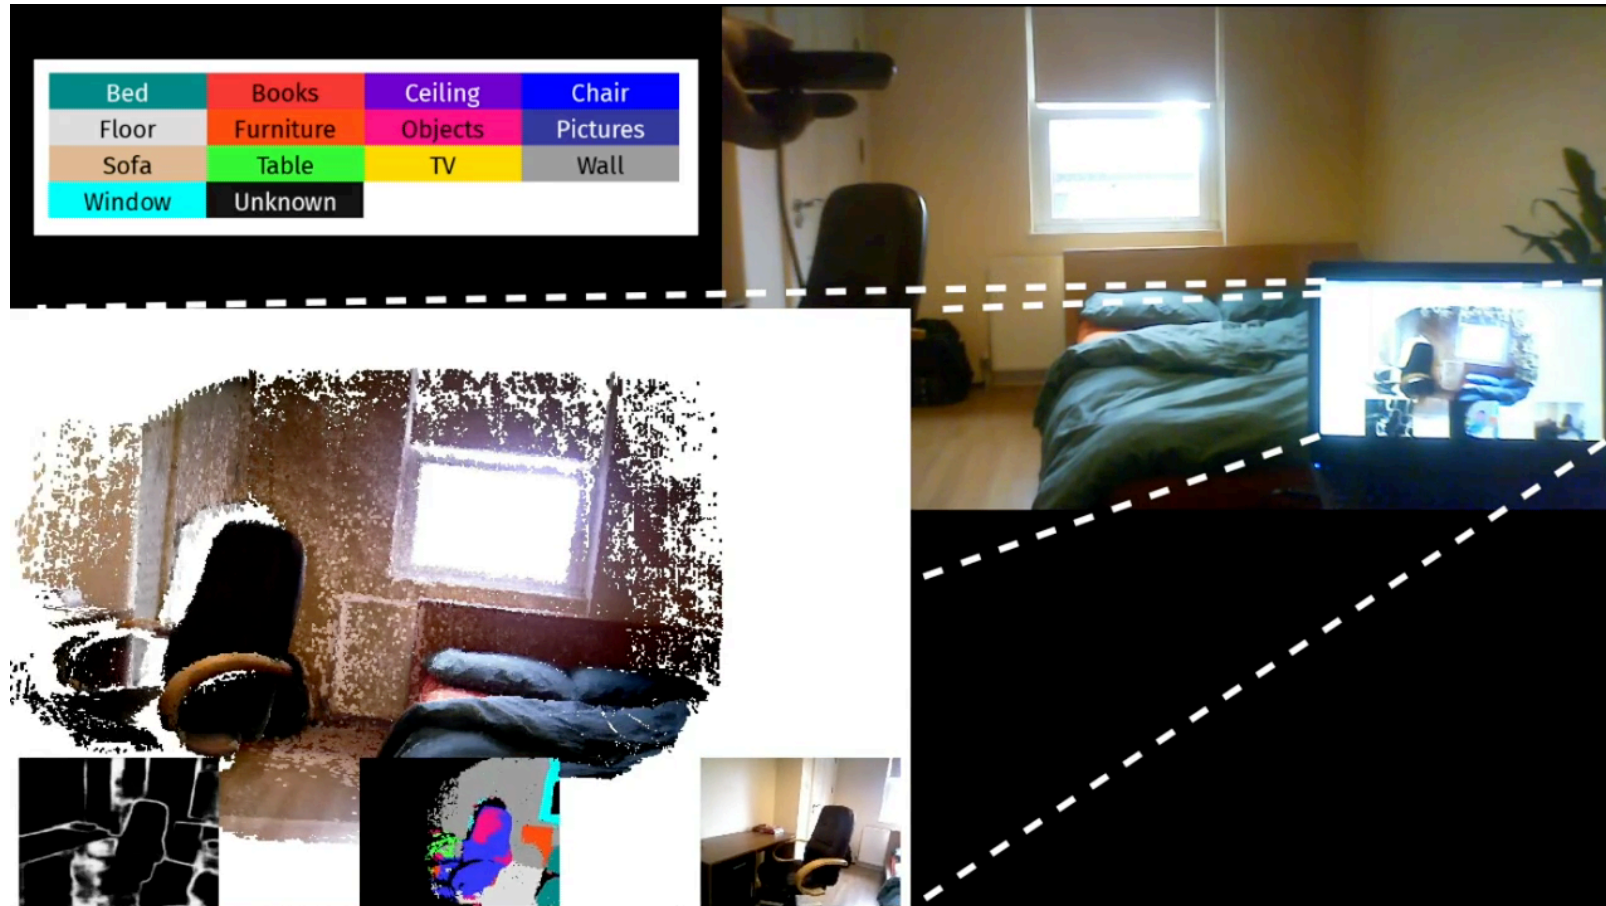 Bed Books Ceiling Chair
Floor Furniture Objects Pictures
Sofa Table TV Wall
Window Unknown